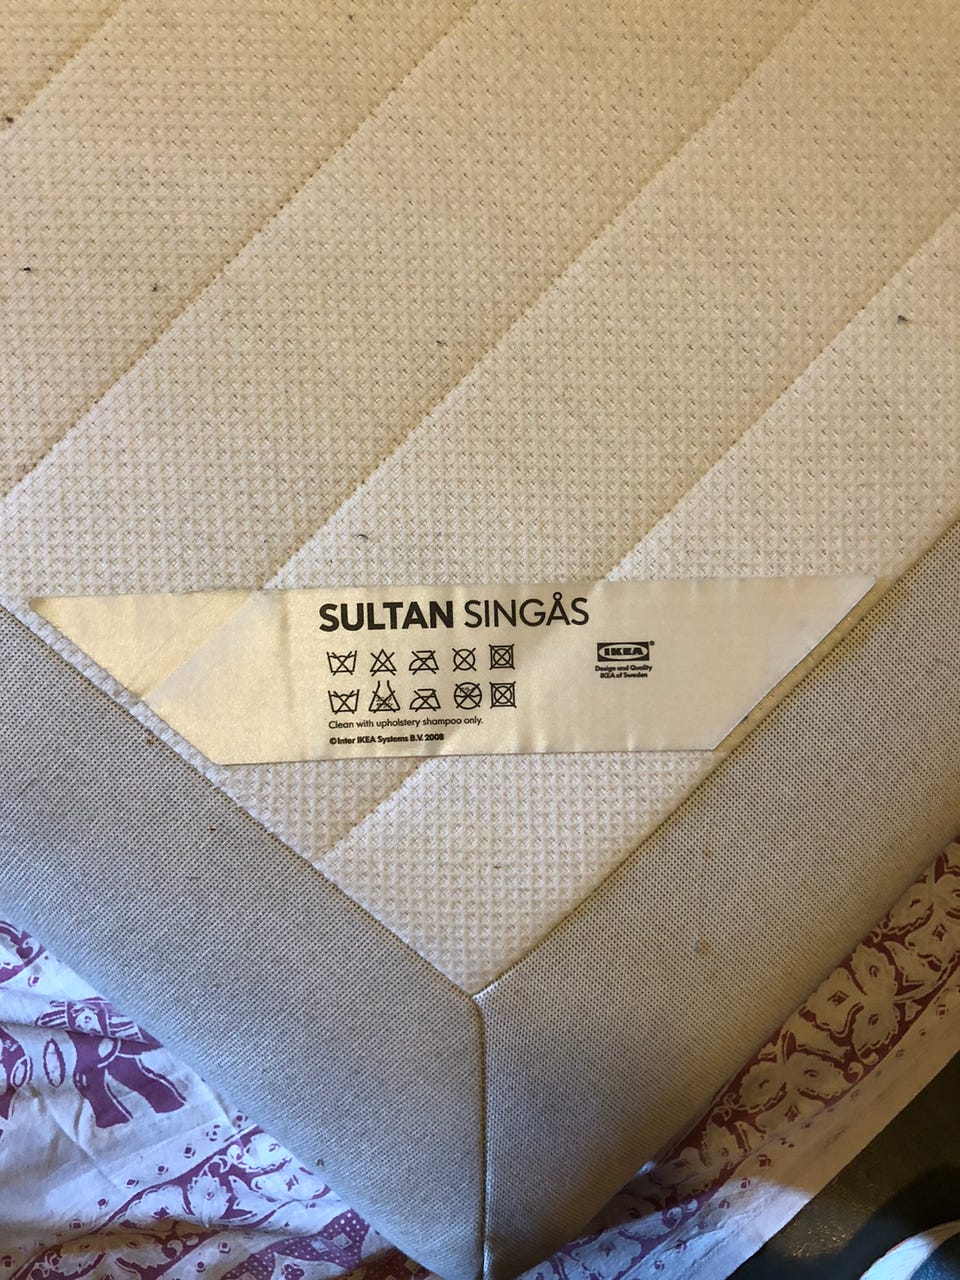 SULTAN SINGÅS
IKEA®
Design and Quality
IKEA of Sweden
Clean with upholstery shampoo only.
©Inter IKEA Systems B.V. 2008